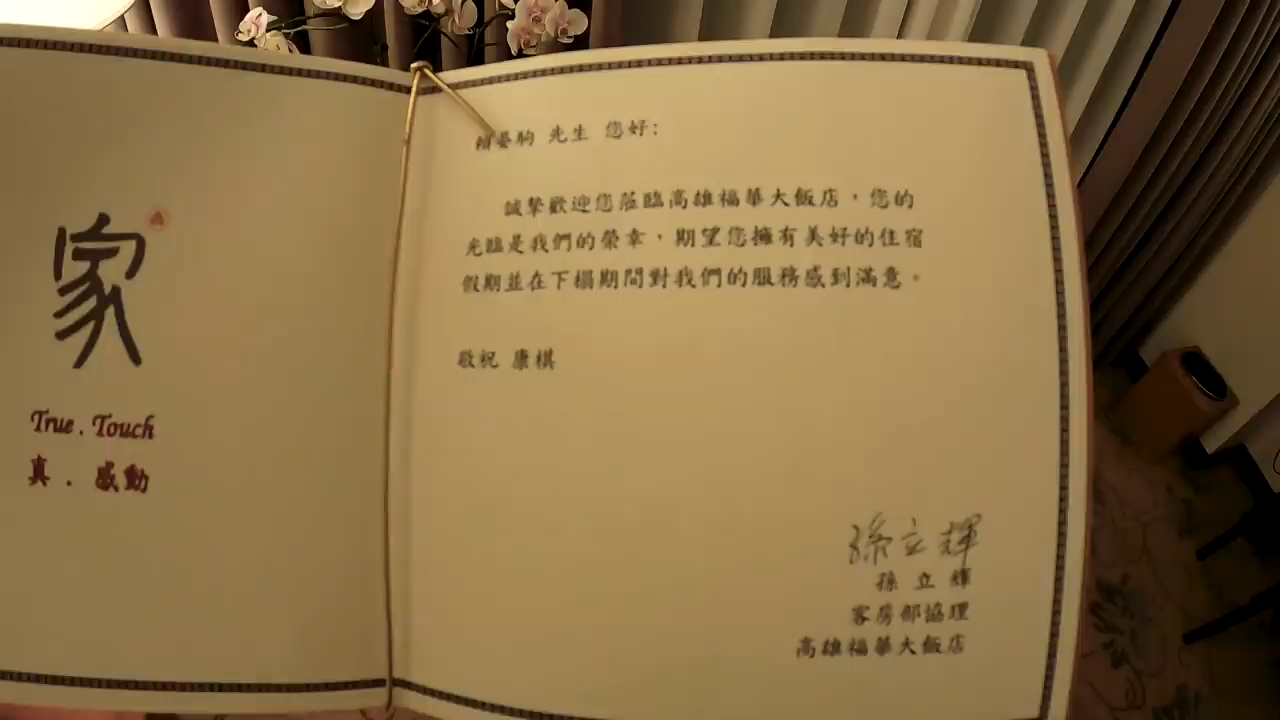 家
True . Touch
真 . 感動
晏駒 先生 您好:
誠摯歡迎您蒞臨高雄福華大飯店，您的
光臨是我們的榮幸，期望您擁有美好的住宿
假期並在下榻期間對我們的服務感到滿意。
敬祝 康祺
孫立輝
孫 立 輝
客房部協理
高雄福華大飯店